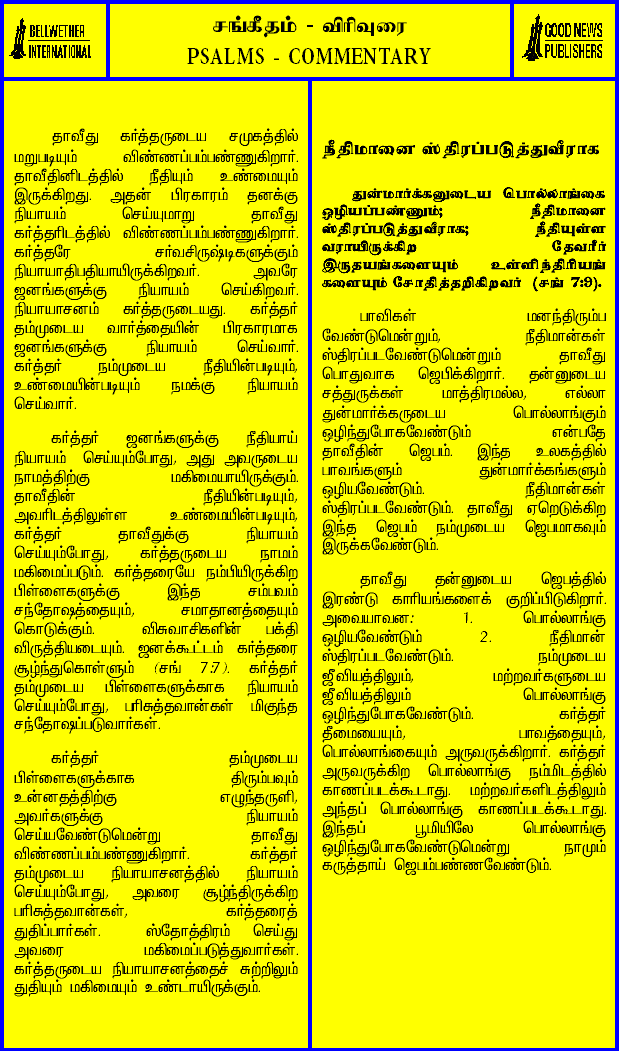 BELLWETHER
INTERNATIONAL
சங்கீதம் - விரிவுரை
PSALMS - COMMENTARY
GOOD NEWS
PUBLISHERS
தாவீது கர்த்தருடைய சமுகத்தில்
மறுபடியும் விண்ணப்பம்பண்ணுகிறார்.
தாவீதினிடத்தில் நீதியும் உண்மையும்
இருக்கிறது. அதன் பிரகாரம் தனக்கு
நியாயம் செய்யுமாறு தாவீது
கர்த்தரிடத்தில் விண்ணப்பம்பண்ணுகிறார்.
கர்த்தரே சர்வசிருஷ்டிகளுக்கும்
நியாயாதிபதியாயிருக்கிறவர். அவரே
ஜனங்களுக்கு நியாயம் செய்கிறவர்.
நியாயாசனம் கர்த்தருடையது. கர்த்தர்
தம்முடைய வார்த்தையின் பிரகாரமாக
ஜனங்களுக்கு நியாயம் செய்வார்.
கர்த்தர் நம்முடைய நீதியின்படியும்,
உண்மையின்படியும் நமக்கு நியாயம்
செய்வார்.
கர்த்தர் ஜனங்களுக்கு நீதியாய்
நியாயம் செய்யும்போது, அது அவருடைய
நாமத்திற்கு மகிமையாயிருக்கும்.
தாவீதின் நீதியின்படியும்,
அவரிடத்திலுள்ள உண்மையின்படியும்,
கர்த்தர் தாவீதுக்கு நியாயம்
செய்யும்போது, கர்த்தருடைய நாமம்
மகிமைப்படும். கர்த்தரையே நம்பியிருக்கிற
பிள்ளைகளுக்கு இந்த சம்பவம்
சந்தோஷத்தையும், சமாதானத்தையும்
கொடுக்கும். விசுவாசிகளின் பக்தி
விருத்தியடையும். ஜனக்கூட்டம் கர்த்தரை
சூழ்ந்துகொள்ளும் (சங் 7:7). கர்த்தர்
தம்முடைய பிள்ளைகளுக்காக நியாயம்
செய்யும்போது, பரிசுத்தவான்கள் மிகுந்த
சந்தோஷப்படுவார்கள்.
கர்த்தர் தம்முடைய
பிள்ளைகளுக்காக திரும்பவும்
உன்னதத்திற்கு எழுந்தருளி,
அவர்களுக்கு நியாயம்
செய்யவேண்டுமென்று தாவீது
விண்ணப்பம்பண்ணுகிறார். கர்த்தர்
தம்முடைய நியாயாசனத்தில் நியாயம்
செய்யும்போது, அவரை சூழ்ந்திருக்கிற
பரிசுத்தவான்கள், கர்த்தரைத்
துதிப்பார்கள். ஸ்தோத்திரம் செய்து
அவரை மகிமைப்படுத்துவார்கள்.
கர்த்தருடைய நியாயாசனத்தைச் சுற்றிலும்
துதியும் மகிமையும் உண்டாயிருக்கும்.
நீதிமானை ஸ்திரப்படுத்துவீராக
துன்மார்க்கனுடைய பொல்லாங்கை
ஒழியப்பண்ணும்; நீதிமானை
ஸ்திரப்படுத்துவீராக; நீதியுள்ள
வராயிருக்கிற தேவரீர்
இருதயங்களையும் உள்ளிந்திரியங்
களையும் சோதித்தறிகிறவர் (சங் 7:9).
பாவிகள் மனந்திரும்ப
வேண்டுமென்றும், நீதிமான்கள்
ஸ்திரப்படவேண்டுமென்றும் தாவீது
பொதுவாக ஜெபிக்கிறார். தன்னுடைய
சத்துருக்கள் மாத்திரமல்ல, எல்லா
துன்மார்க்கருடைய பொல்லாங்கும்
ஒழிந்துபோகவேண்டும் என்பதே
தாவீதின் ஜெபம். இந்த உலகத்தில்
பாவங்களும் துன்மார்க்கங்களும்
ஒழியவேண்டும். நீதிமான்கள்
ஸ்திரப்படவேண்டும். தாவீது ஏறெடுக்கிற
இந்த ஜெபம் நம்முடைய ஜெபமாகவும்
இருக்கவேண்டும்.
தாவீது தன்னுடைய ஜெபத்தில்
இரண்டு காரியங்களைக் குறிப்பிடுகிறார்.
அவையாவன: 1. பொல்லாங்கு
ஒழியவேண்டும் 2. நீதிமான்
ஸ்திரப்படவேண்டும். நம்முடைய
ஜீவியத்திலும், மற்றவர்களுடைய
ஜீவியத்திலும் பொல்லாங்கு
ஒழிந்துபோகவேண்டும். கர்த்தர்
தீமையையும், பாவத்தையும்,
பொல்லாங்கையும் அருவருக்கிறார். கர்த்தர்
அருவருக்கிற பொல்லாங்கு நம்மிடத்தில்
காணப்படக்கூடாது. மற்றவர்களிடத்திலும்
அந்தப் பொல்லாங்கு காணப்படக்கூடாது.
இந்தப் பூமியிலே பொல்லாங்கு
ஒழிந்துபோகவேண்டுமென்று நாமும்
கருத்தாய் ஜெபம்பண்ணவேண்டும்.